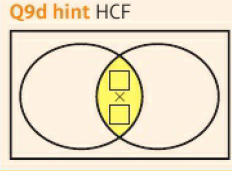 Q9d hint HCF
×